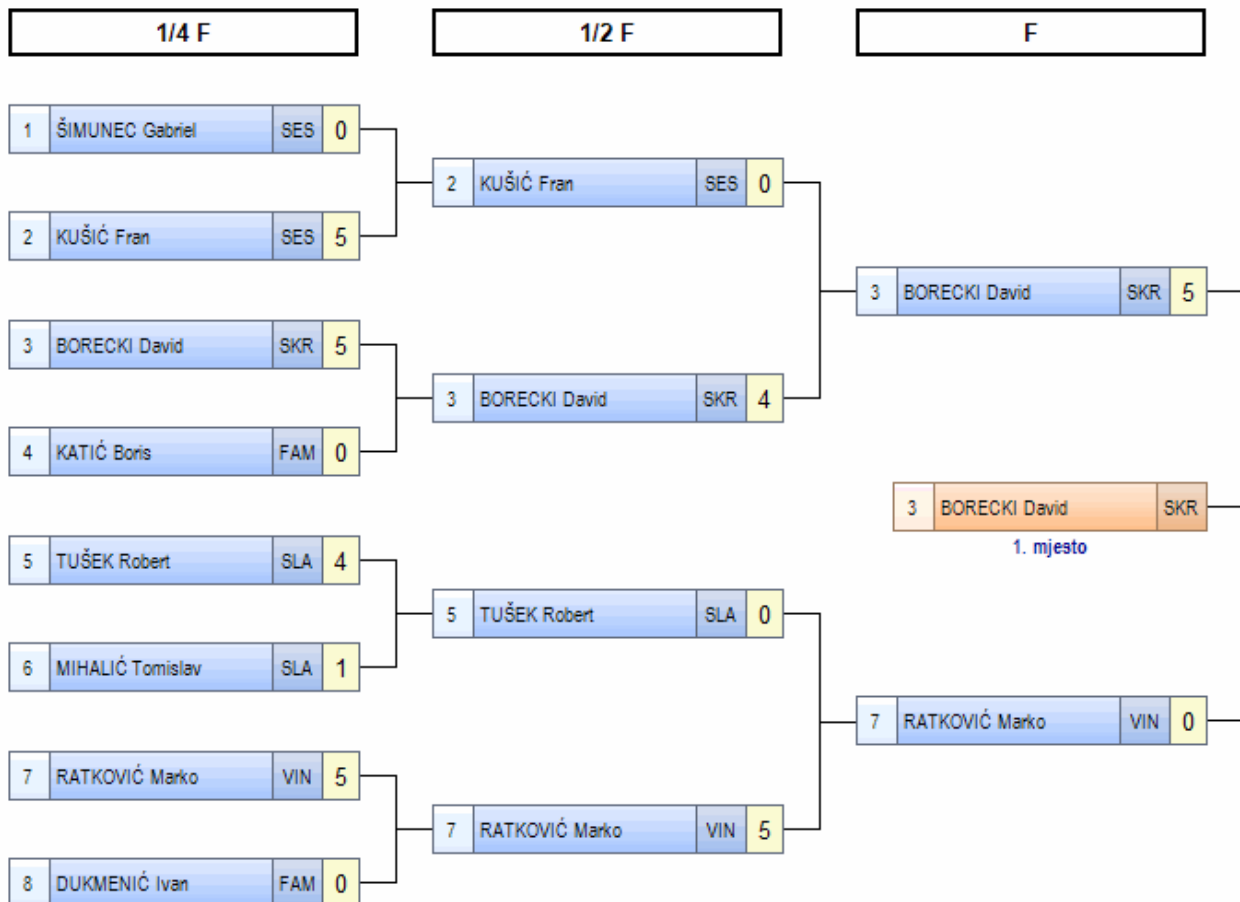 1/4 F 1/2 F F
1 ŠIMUNEC Gabriel SES 0
2 KUŠIĆ Fran SES 0
2 KUŠIĆ Fran SES 5
3 BORECKI David SKR 5
3 BORECKI David SKR 5
3 BORECKI David SKR 4
4 KATIĆ Boris FAM 0
3 BORECKI David SKR
1. mjesto
5 TUŠEK Robert SLA 4
5 TUŠEK Robert SLA 0
6 MIHALIĆ Tomislav SLA 1
7 RATKOVIĆ Marko VIN 0
7 RATKOVIĆ Marko VIN 5
7 RATKOVIĆ Marko VIN 5
8 DUKMENIĆ Ivan FAM 0